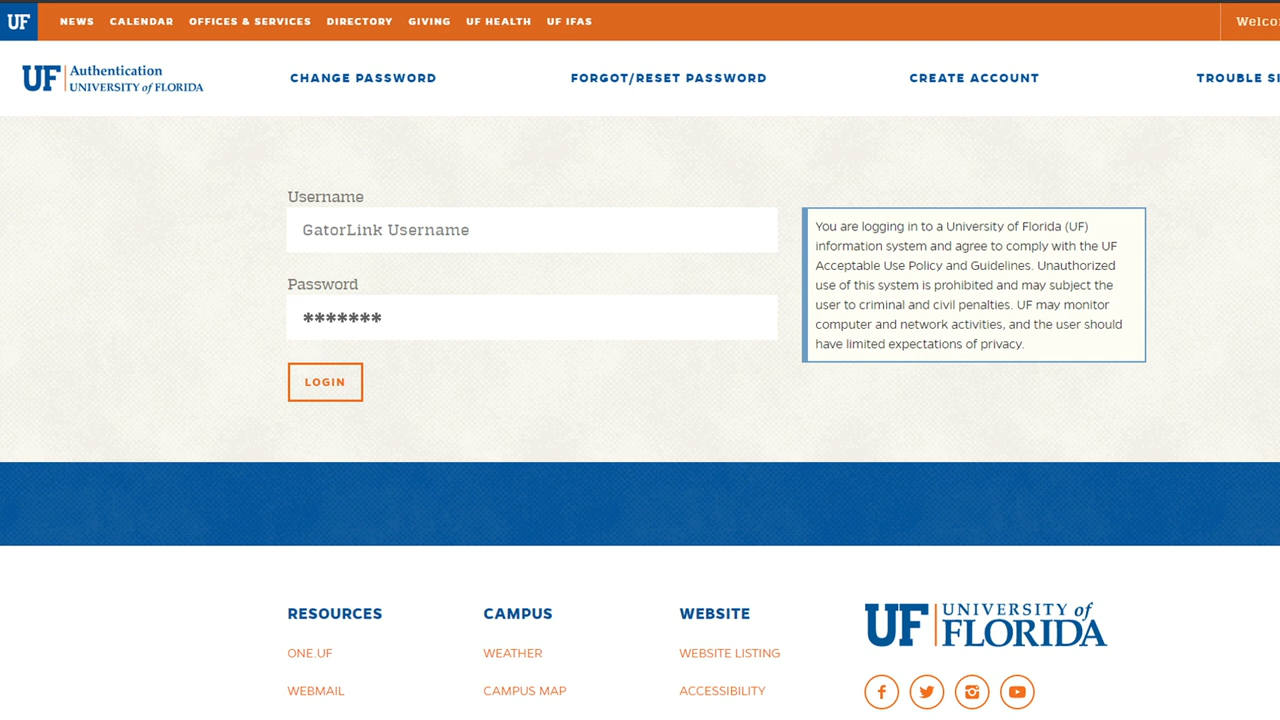 UF NEWS CALENDAR OFFICES & SERVICES DIRECTORY GIVING UF HEALTH UF IFAS
UF Authentication
UNIVERSITY of FLORIDA
CHANGE PASSWORD FORGOT/RESET PASSWORD CREATE ACCOUNT TROUBLE
Username
GatorLink Username
Password
*******
LOGIN
You are logging in to a University of Florida (UF)
information system and agree to comply with the UF
Acceptable Use Policy and Guidelines. Unauthorized
use of this system is prohibited and may subject the
user to criminal and civil penalties. UF may monitor
computer and network activities, and the user should
have limited expectations of privacy.
RESOURCES CAMPUS WEBSITE
ONE.UF WEATHER WEBSITE LISTING
WEBMAIL CAMPUS MAP ACCESSIBILITY
UF UNIVERSITY of
FLORIDA